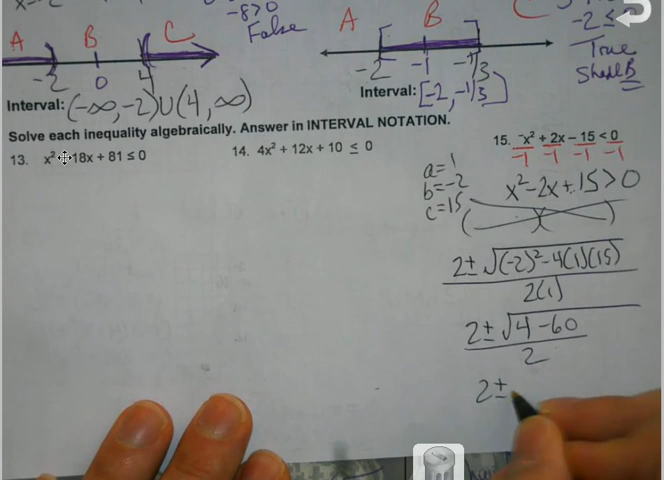 -8>0
False
A B C
-2 0 4
Interval: (-∞,-2)∪(4,∞)
A B C
-2 -1 -1/3
Interval: [-2,-1/3]
-2 ≤
True
Shade B
Solve each inequality algebraically. Answer in INTERVAL NOTATION.
13. x² 18x + 81 ≤ 0
14. 4x² + 12x + 10 ≤ 0
15. -x² + 2x – 15 < 0
-1 -1 -1 -1
a=1
b=-2
c=15
x²-2x+15>0
( )( )
2±√(-2)²-4(1)(15)
2(1)
2±√4-60
2
2±